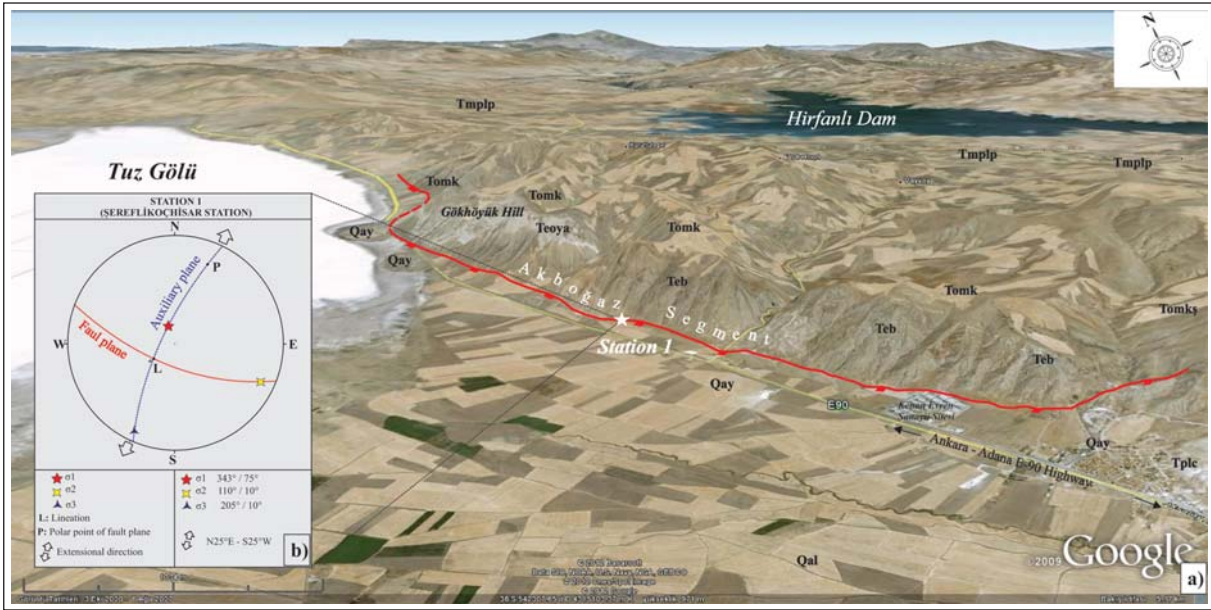 N
Tmplp
Hirfanlı Dam
Tmplp
Tmplp
Tuz Gölü
Tomk
Tomk
Gökhöyük Hill
Teoya
Tomk
Qay
Qay
Akboğaz Segment
Teb
Tomk
Tomkş
Teb
Teb
Station 1
Qay
E90
Ankara - Adana E-90 Highway
Qay
Tplc
Qal
©2009 Google
a)
STATION 1
(ŞEREFLİKOÇHİSAR STATION)
N
P
Auxiliary plane
Faul plane
W
E
L
S
σ1
σ2
σ3
L: Lineation
P: Polar point of fault plane
Extensional direction
σ1 343° / 75°
σ2 110° / 10°
σ3 205° / 10°
N25°E - S25°W
b)